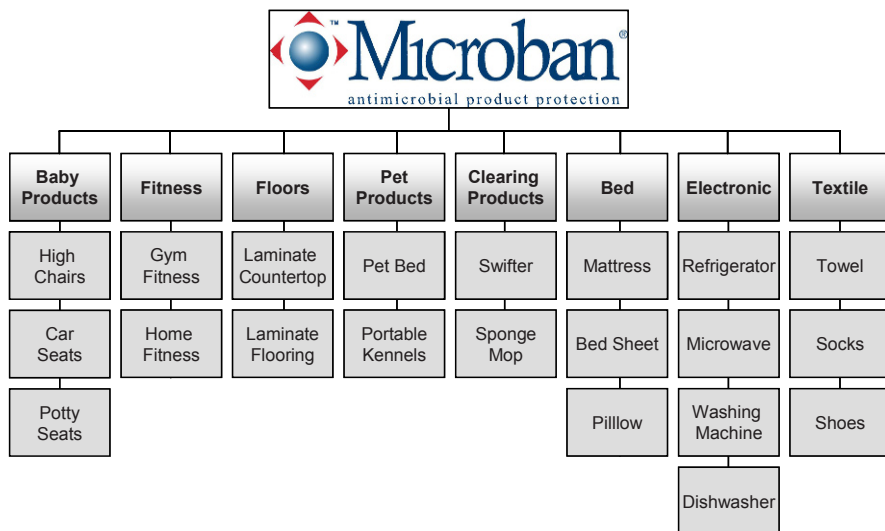 ™
Microban®
antimicrobial product protection
Baby
Products
Fitness
Floors
Pet
Products
Clearing
Products
Bed
Electronic
Textile
High
Chairs
Gym
Fitness
Laminate
Countertop
Pet Bed
Swifter
Mattress
Refrigerator
Towel
Car
Seats
Home
Fitness
Laminate
Flooring
Portable
Kennels
Sponge
Mop
Bed Sheet
Microwave
Socks
Potty
Seats
Pilllow
Washing
Machine
Shoes
Dishwasher